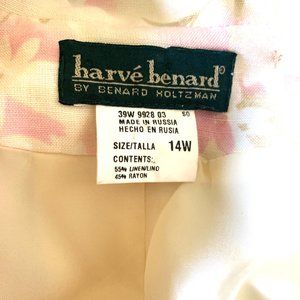 harvé benard®
BY BENARD HOLTZMAN
39W 9928 03 SO
MADE IN RUSSIA
HECHO EN RUSIA
SIZE/TALLA 14W
CONTENTS:
55% LINEN/LINO
45% RAYON